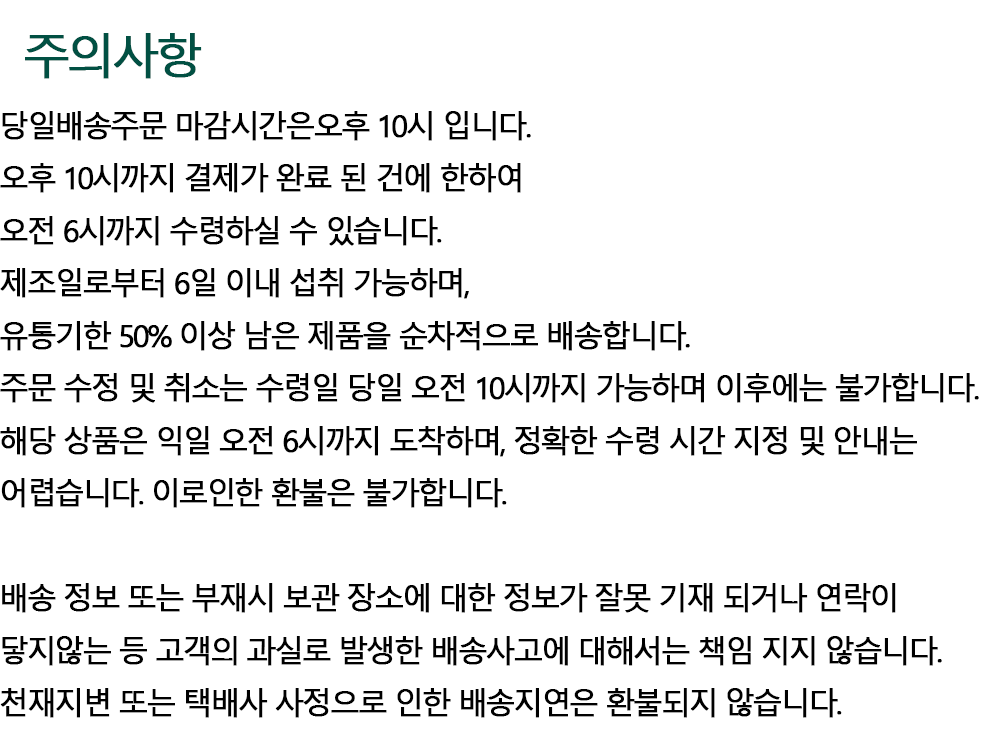 주의사항
당일배송주문 마감시간은오후 10시 입니다.
오후 10시까지 결제가 완료 된 건에 한하여
오전 6시까지 수령하실 수 있습니다.
제조일로부터 6일 이내 섭취 가능하며,
유통기한 50% 이상 남은 제품을 순차적으로 배송합니다.
주문 수정 및 취소는 수령일 당일 오전 10시까지 가능하며 이후에는 불가합니다.
해당 상품은 익일 오전 6시까지 도착하며, 정확한 수령 시간 지정 및 안내는
어렵습니다. 이로인한 환불은 불가합니다.
배송 정보 또는 부재시 보관 장소에 대한 정보가 잘못 기재 되거나 연락이
닿지않는 등 고객의 과실로 발생한 배송사고에 대해서는 책임 지지 않습니다.
천재지변 또는 택배사 사정으로 인한 배송지연은 환불되지 않습니다.